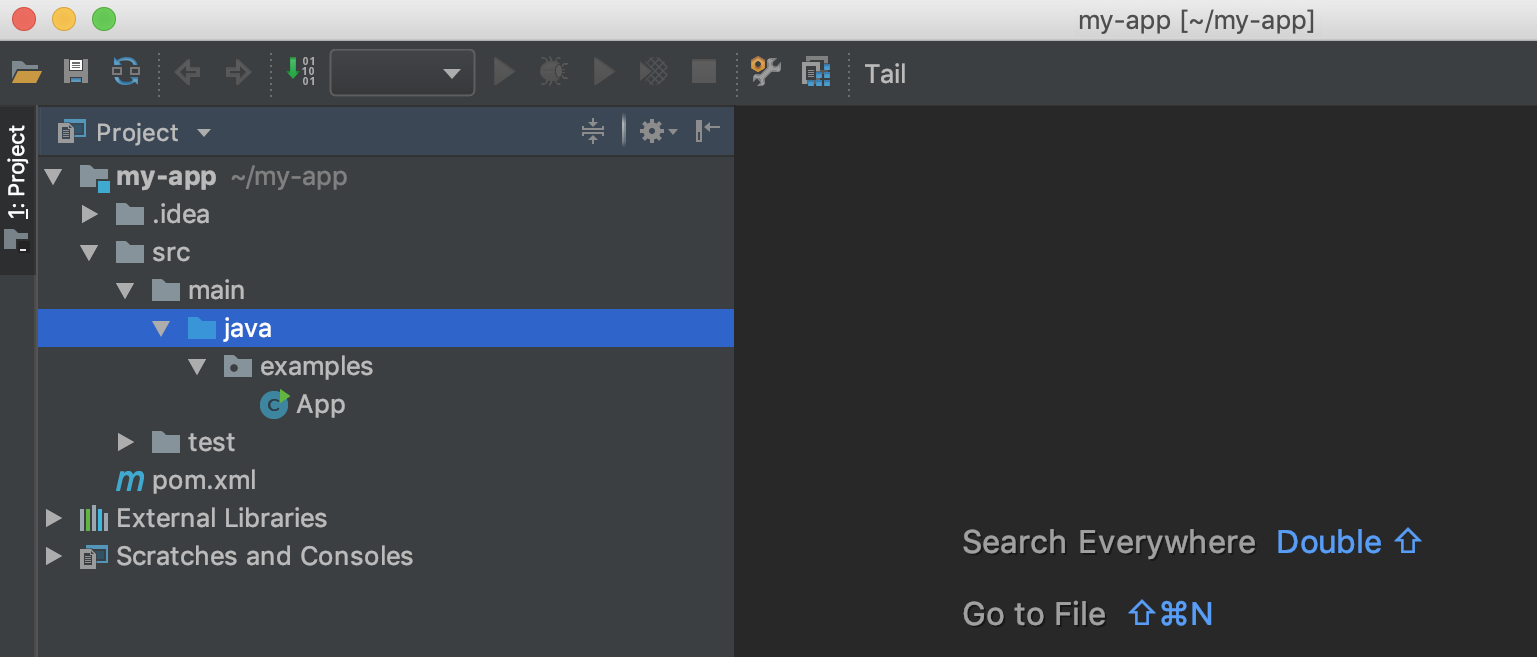 my-app [~/my-app]
Tail
1: Project
Project
my-app ~/my-app
.idea
src
main
java
examples
App
test
pom.xml
External Libraries
Scratches and Consoles
Search Everywhere Double ⇧
Go to File ⇧⌘N